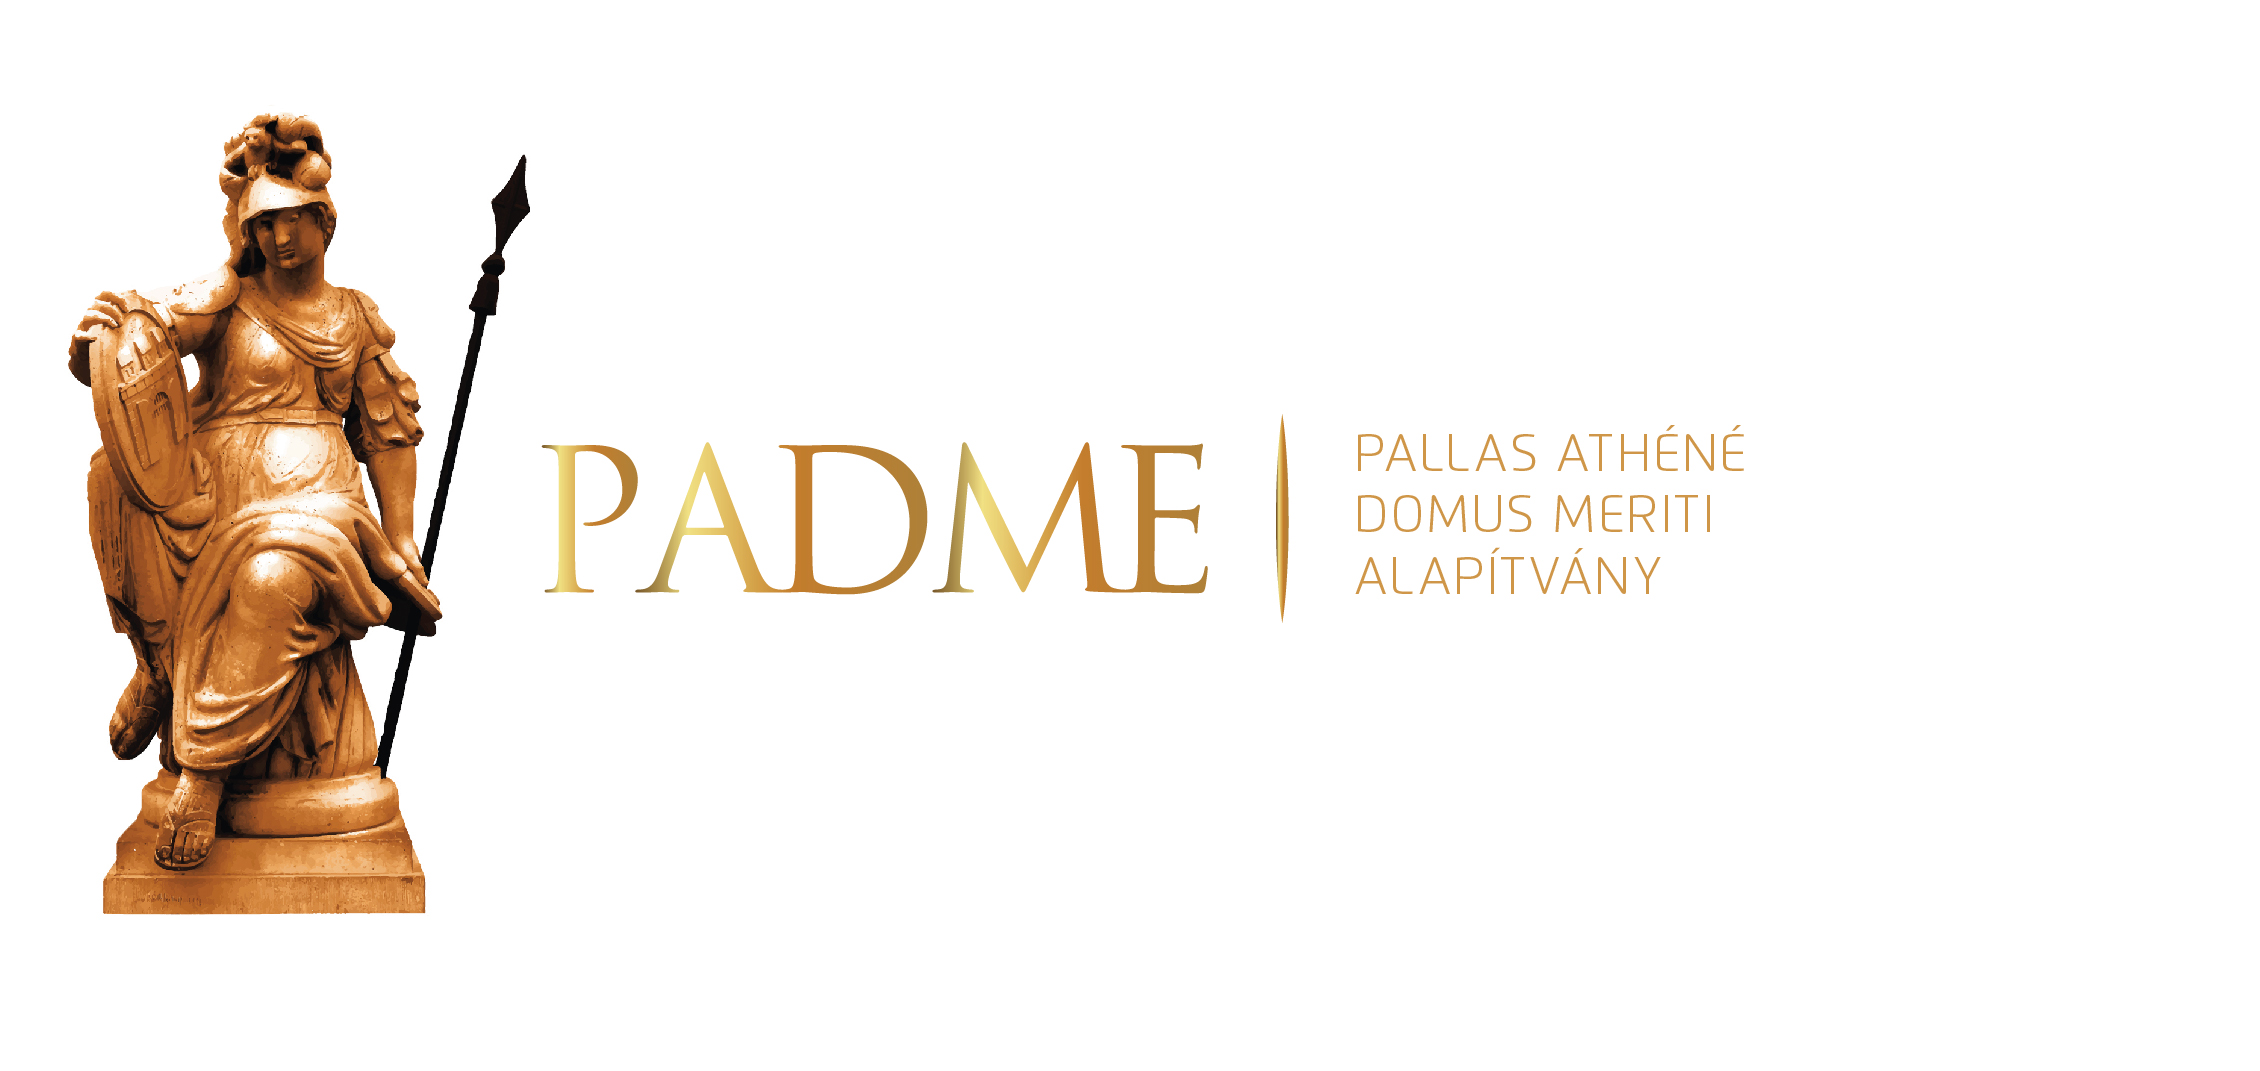 PADME
PALLAS ATHÉNÉ
DOMUS MERITI
ALAPÍTVÁNY